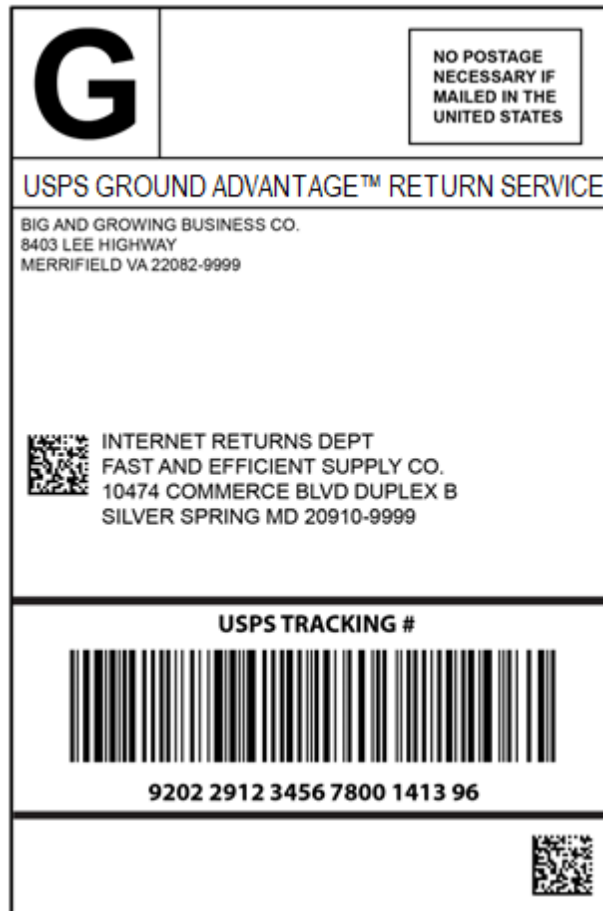 G
NO POSTAGE
NECESSARY IF
MAILED IN THE
UNITED STATES
USPS GROUND ADVANTAGE™ RETURN SERVICE
BIG AND GROWING BUSINESS CO.
8403 LEE HIGHWAY
MERRIFIELD VA 22082-9999
INTERNET RETURNS DEPT
FAST AND EFFICIENT SUPPLY CO.
10474 COMMERCE BLVD DUPLEX B
SILVER SPRING MD 20910-9999
USPS TRACKING #
9202 2912 3456 7800 1413 96